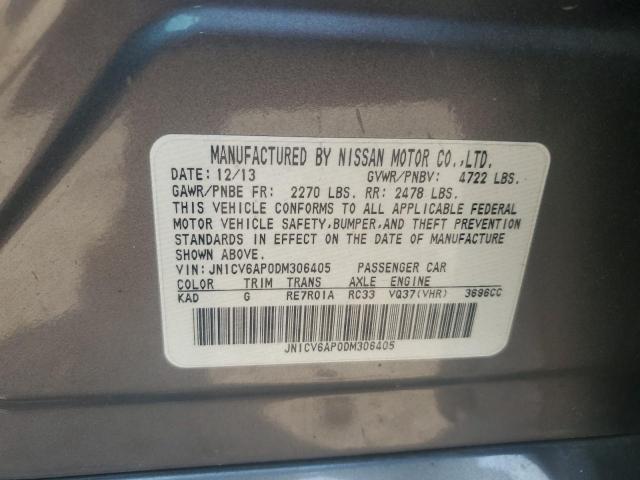 MANUFACTURED BY NISSAN MOTOR CO.,LTD.
DATE: 12/13 GVWR/PNBV: 4722 LBS.
GAWR/PNBE FR: 2270 LBS. RR: 2478 LBS.
THIS VEHICLE CONFORMS TO ALL APPLICABLE FEDERAL
MOTOR VEHICLE SAFETY,BUMPER,AND THEFT PREVENTION
STANDARDS IN EFFECT ON THE DATE OF MANUFACTURE
SHOWN ABOVE.
VIN: JN1CV6AP0DM306405 PASSENGER CAR
COLOR TRIM TRANS AXLE ENGINE
KAD G RE7R01A RC33 VQ37(VHR) 3696CC
JN1CV6AP0DM306405